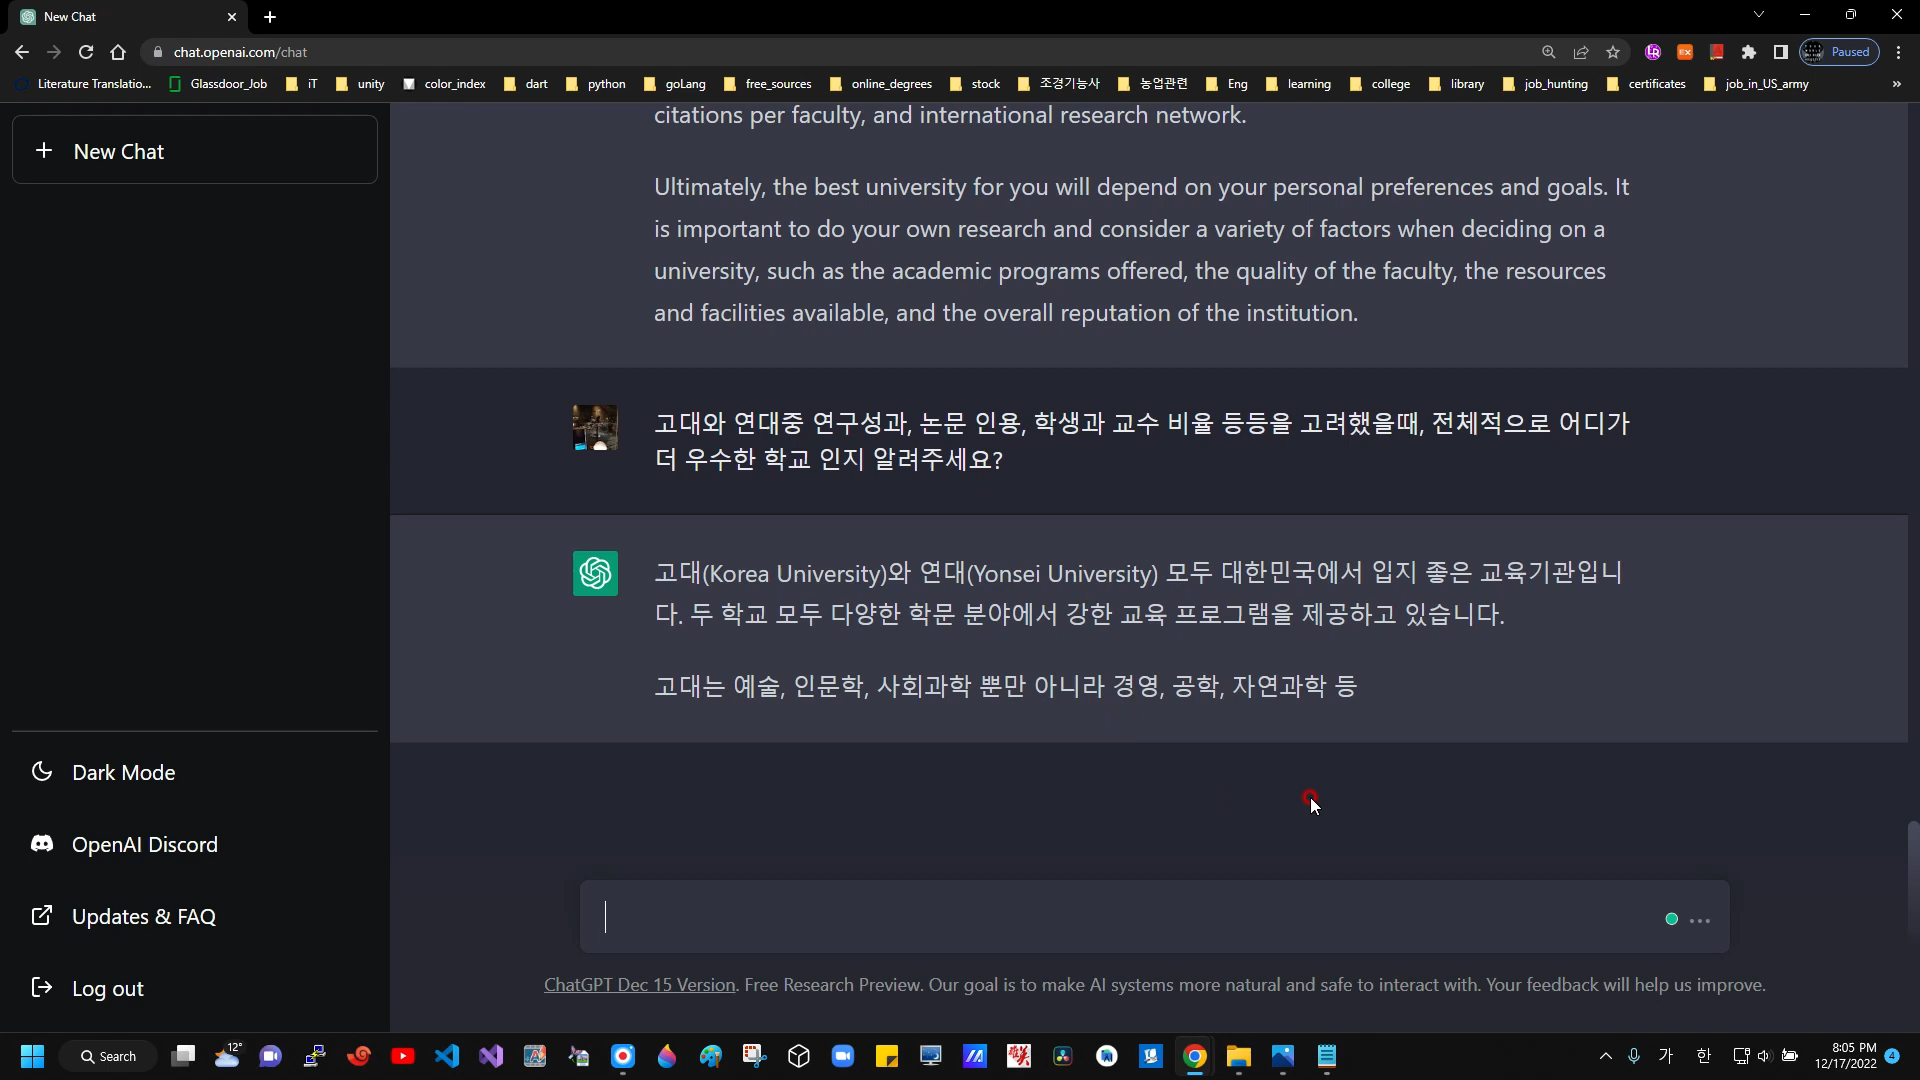 New Chat
chat.openai.com/chat
Paused
Literature Translatio...
Glassdoor_Job
iT
unity
color_index
dart
python
goLang
free_sources
online_degrees
stock
조경기능사
농업관련
Eng
learning
college
library
job_hunting
certificates
job_in_US_army
»
New Chat
citations per faculty, and international research network.
Ultimately, the best university for you will depend on your personal preferences and goals. It
is important to do your own research and consider a variety of factors when deciding on a
university, such as the academic programs offered, the quality of the faculty, the resources
and facilities available, and the overall reputation of the institution.
고대와 연대중 연구성과, 논문 인용, 학생과 교수 비율 등등을 고려했을때, 전체적으로 어디가
더 우수한 학교 인지 알려주세요?
고대(Korea University)와 연대(Yonsei University) 모두 대한민국에서 입지 좋은 교육기관입니
다. 두 학교 모두 다양한 학문 분야에서 강한 교육 프로그램을 제공하고 있습니다.
고대는 예술, 인문학, 사회과학 뿐만 아니라 경영, 공학, 자연과학 등
Dark Mode
OpenAI Discord
Updates & FAQ
Log out
ChatGPT Dec 15 Version. Free Research Preview. Our goal is to make AI systems more natural and safe to interact with. Your feedback will help us improve.
Search
12°
가
한
8:05 PM
12/17/2022
4